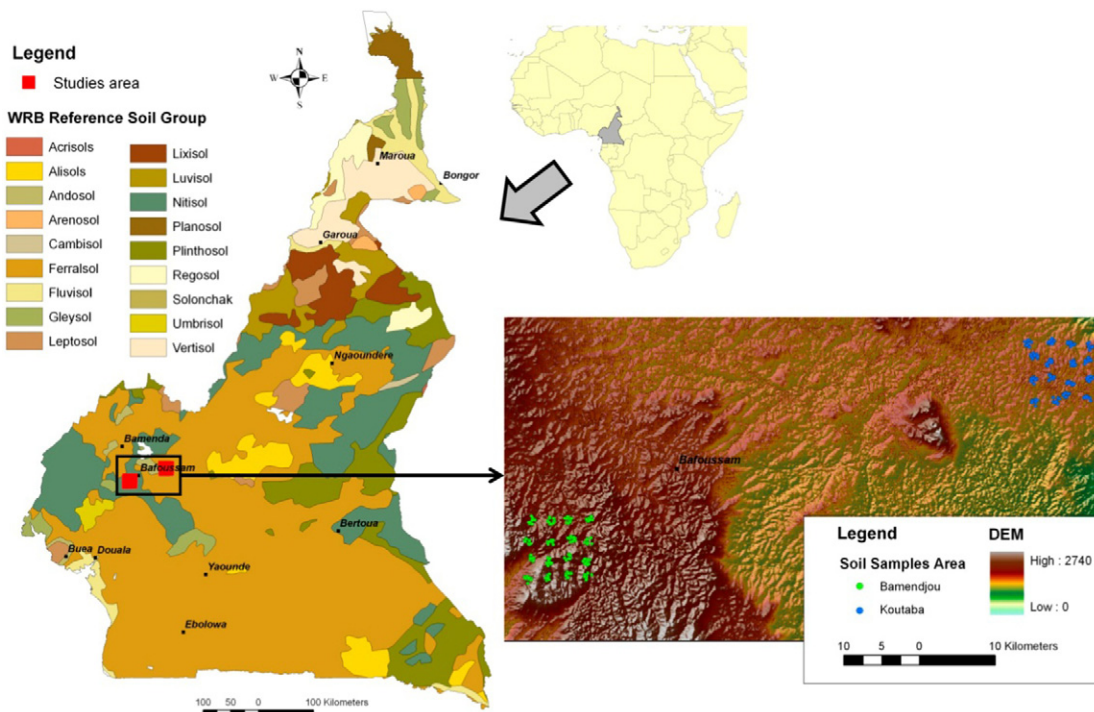 Legend
Studies area
WRB Reference Soil Group
Acrisols
Alisols
Andosol
Arenosol
Cambisol
Ferralsol
Fluvisol
Gleysol
Leptosol
Lixisol
Luvisol
Nitisol
Planosol
Plinthosol
Regosol
Solonchak
Umbrisol
Vertisol
N
W E
S
Maroua
Bongor
Garoua
Ngaoundere
Bamenda
Bafoussam
Bertoua
Buea
Douala
Yaounde
Ebolowa
100 50 0 100 Kilometers
Bafoussam
Legend
Soil Samples Area
Bamendjou
Koutaba
DEM
High : 2740
Low : 0
10 5 0 10 Kilometers